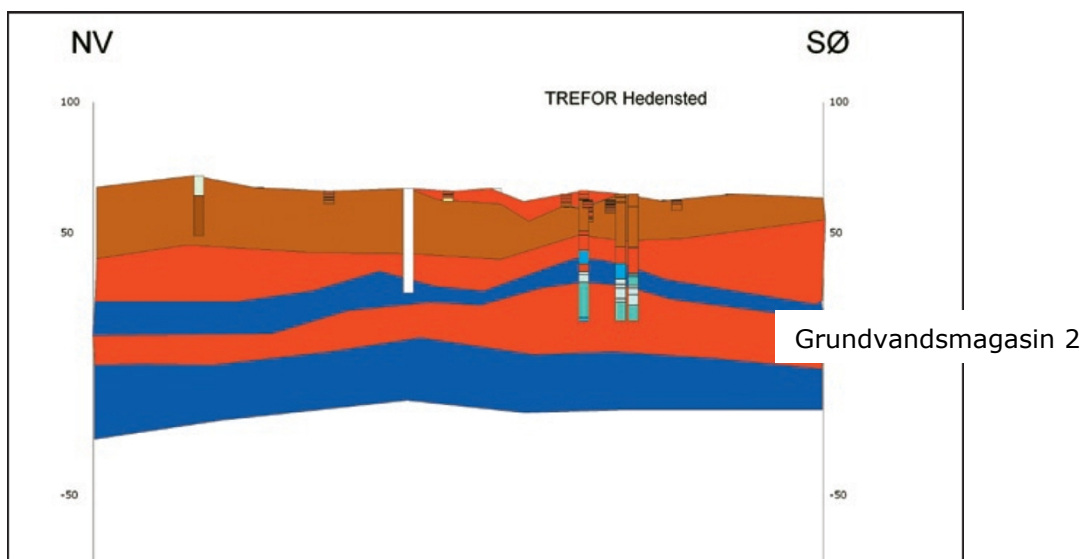 NV SØ
TREFOR Hedensted
100 100
50 50
Grundvandsmagasin 2
-50 -50